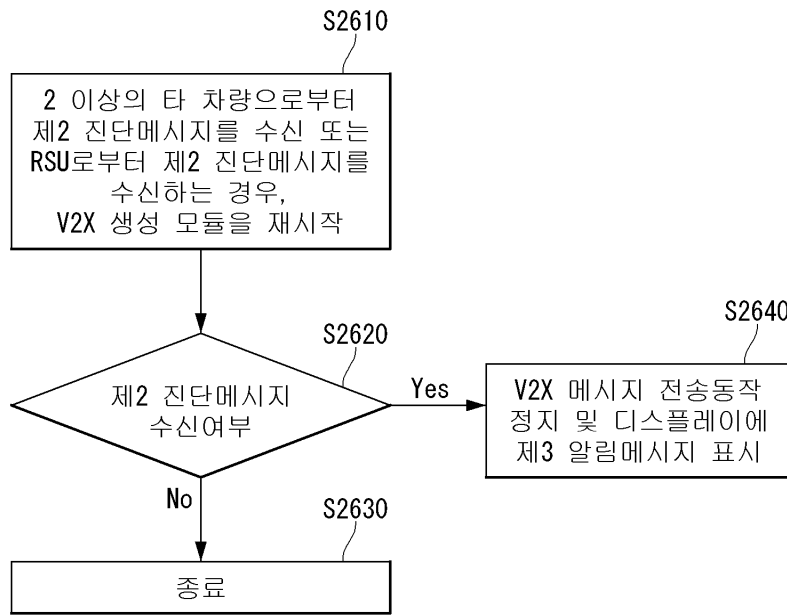 S2610
2 이상의 타 차량으로부터
제2 진단메시지를 수신 또는
RSU로부터 제2 진단메시지를
수신하는 경우,
V2X 생성 모듈을 재시작
S2620
제2 진단메시지
수신여부
Yes
S2640
V2X 메시지 전송동작
정지 및 디스플레이에
제3 알림메시지 표시
No
S2630
종료